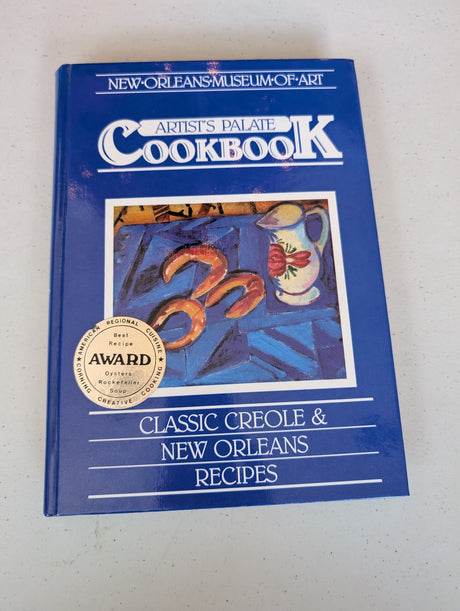 NEW·ORLEANS·MUSEUM·OF·ART
ARTIST'S PALATE
COOKBOOK
AMERICAN REGIONAL CUISINE
Best
Recipe
AWARD
Oysters
Rockefeller
Soup
CORNING CREATIVE COOKING
CLASSIC CREOLE &
NEW ORLEANS
RECIPES